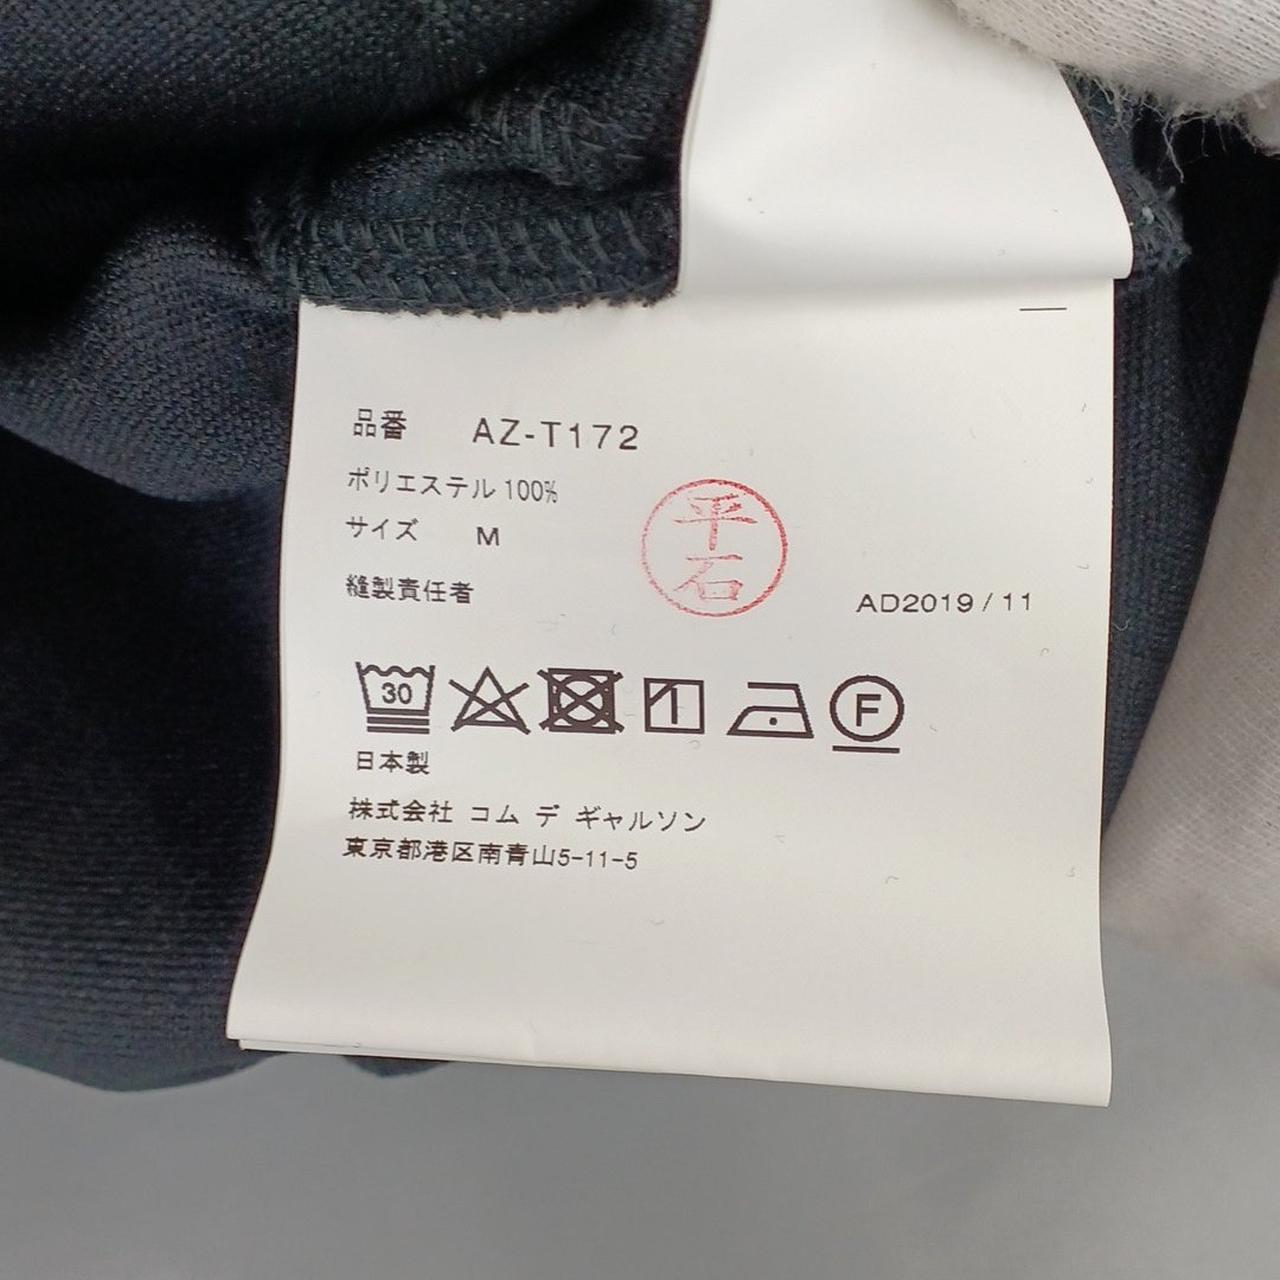 品番 AZ-T172
ポリエステル 100%
サイズ M
平石
縫製責任者
AD2019/11
30
F
日本製
株式会社 コム デ ギャルソン
東京都港区南青山5-11-5